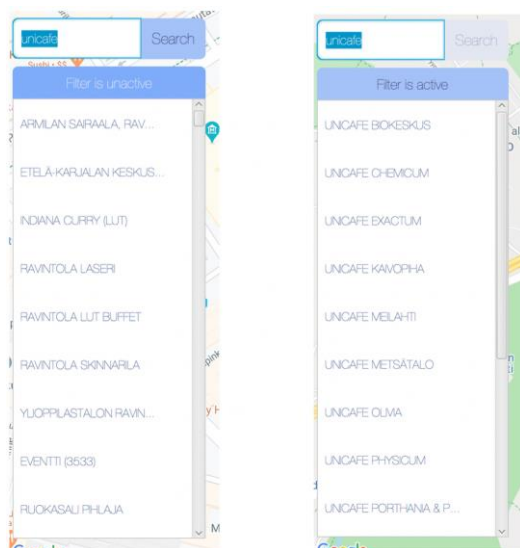 unicafe
Search
Filter is unactive
ARMILAN SAIRAALA, RAV...
ETELÄ-KARJALAN KESKUS...
INDIANA CURRY (LUT)
RAVINTOLA LASERI
RAVINTOLA LUT BUFFET
RAVINTOLA SKINNARILA
YLIOPPILASTALON RAVIN...
EVENTTI (3533)
RUOKASALI PIHLAJA
unicafe
Search
Filter is active
UNICAFE BIOKESKUS
UNICAFE CHEMICUM
UNICAFE EXACTUM
UNICAFE KAIVOPIHA
UNICAFE MEILAHTI
UNICAFE METSÄTALO
UNICAFE OLIVIA
UNICAFE PHYSICUM
UNICAFE PORTHANIA & P...